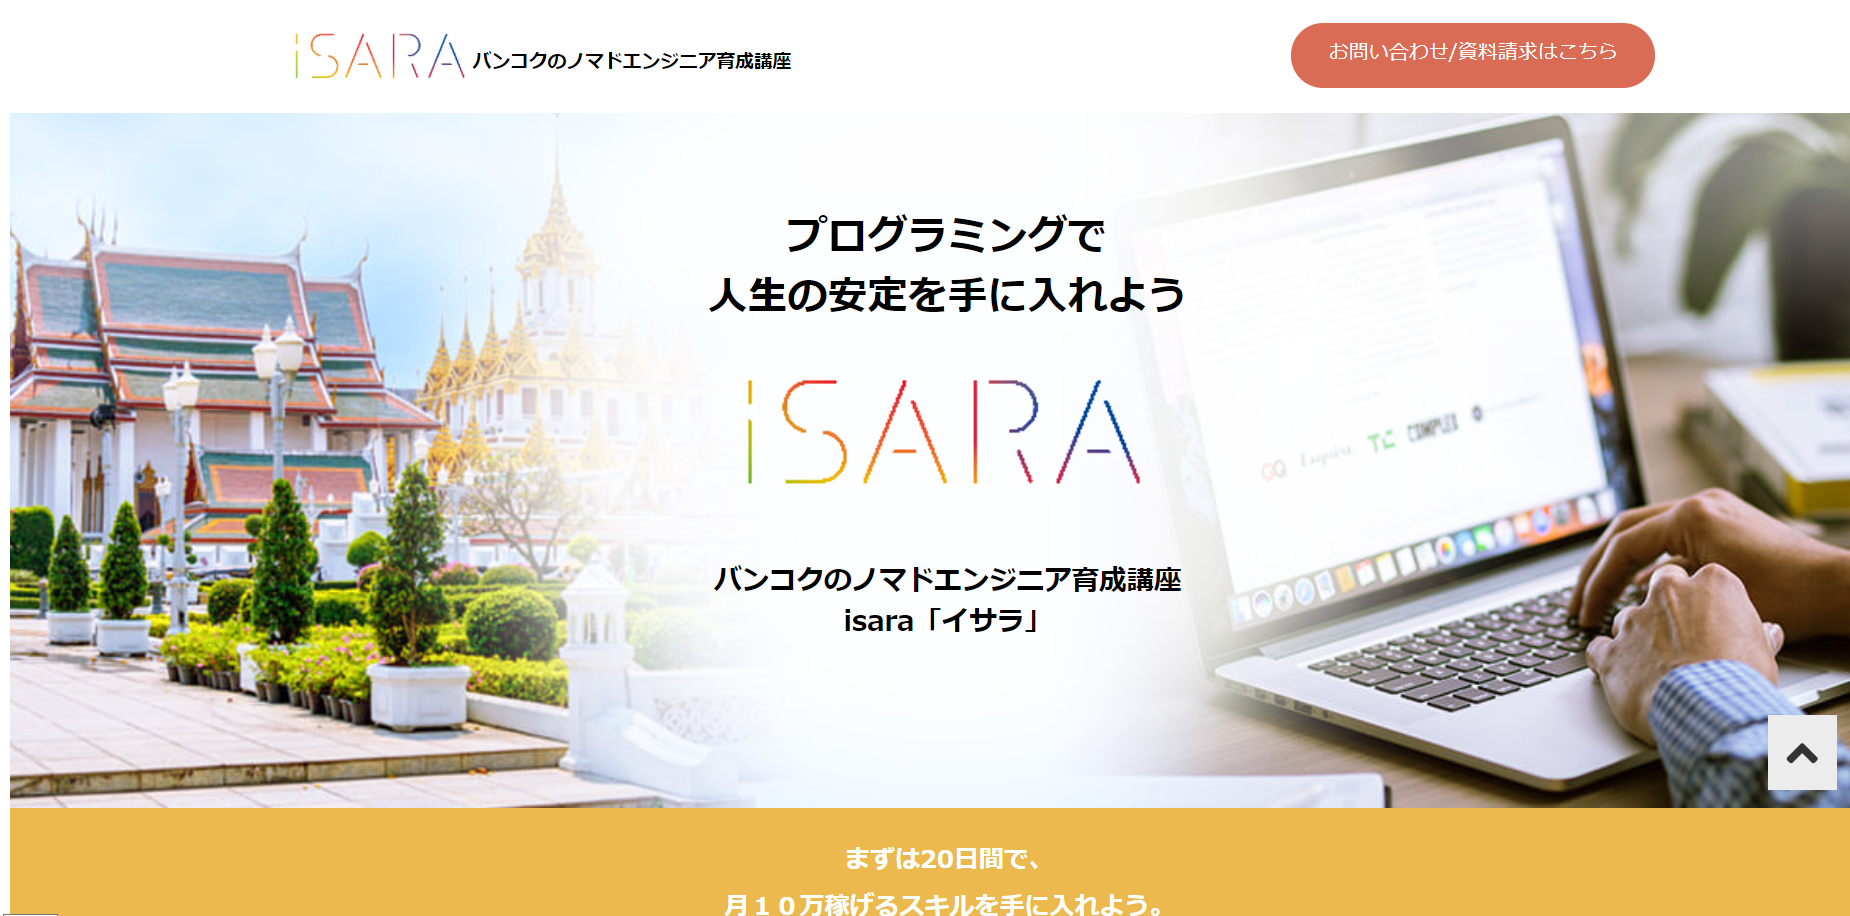 iSARA バンコクのノマドエンジニア育成講座
お問い合わせ/資料請求はこちら
プログラミングで
人生の安定を手に入れよう
iSARA
バンコクのノマドエンジニア育成講座
isara「イサラ」
GQ Esquire TC COMPLEX
まずは20日間で、
月１０万稼げるスキルを手に入れよう。